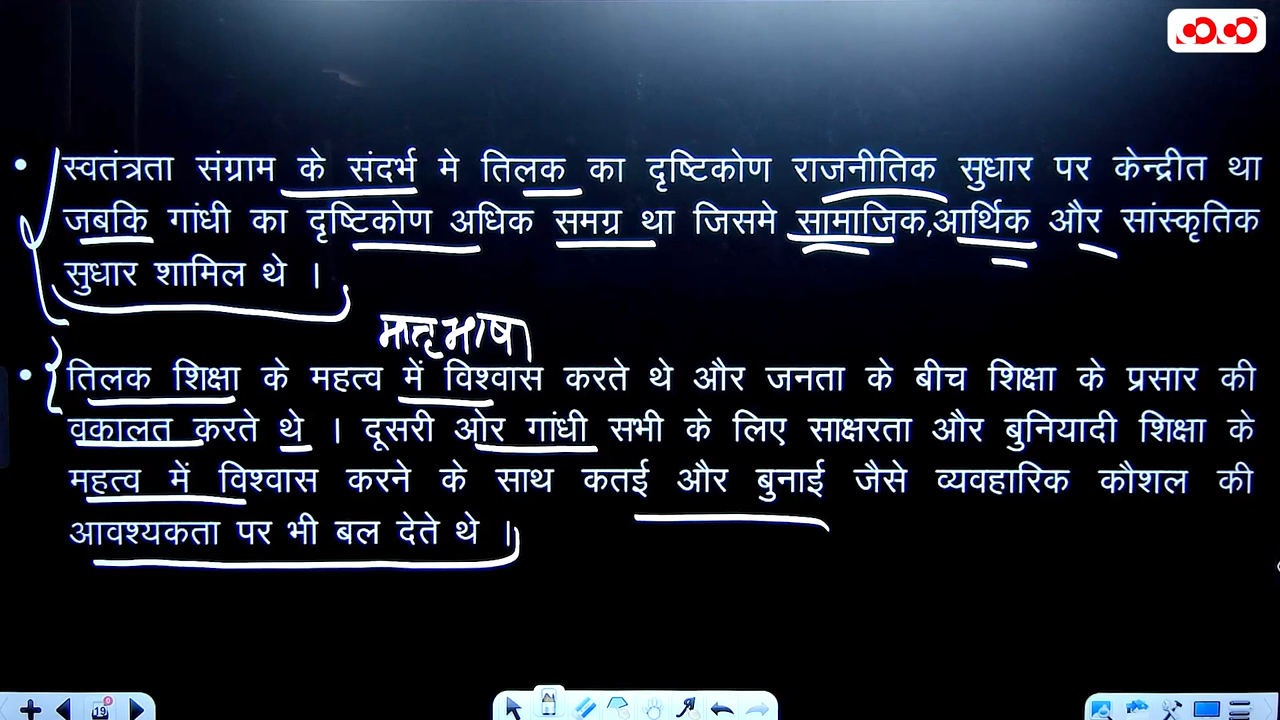 स्वतंत्रता संग्राम के संदर्भ मे तिलक का दृष्टिकोण राजनीतिक सुधार पर केन्द्रीत था
जबकि गांधी का दृष्टिकोण अधिक समग्र था जिसमे सामाजिक,आर्थिक और सांस्कृतिक
सुधार शामिल थे ।
मातृभाषा
तिलक शिक्षा के महत्व में विश्वास करते थे और जनता के बीच शिक्षा के प्रसार की
वकालत करते थे । दूसरी ओर गांधी सभी के लिए साक्षरता और बुनियादी शिक्षा के
महत्व में विश्वास करने के साथ कतई और बुनाई जैसे व्यवहारिक कौशल की
आवश्यकता पर भी बल देते थे ।
19